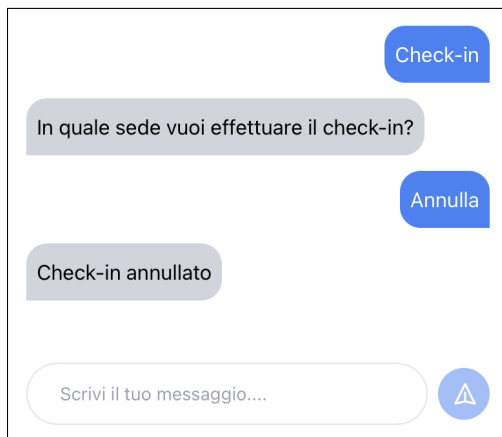 Check-in
In quale sede vuoi effettuare il check-in?
Annulla
Check-in annullato
Scrivi il tuo messaggio....